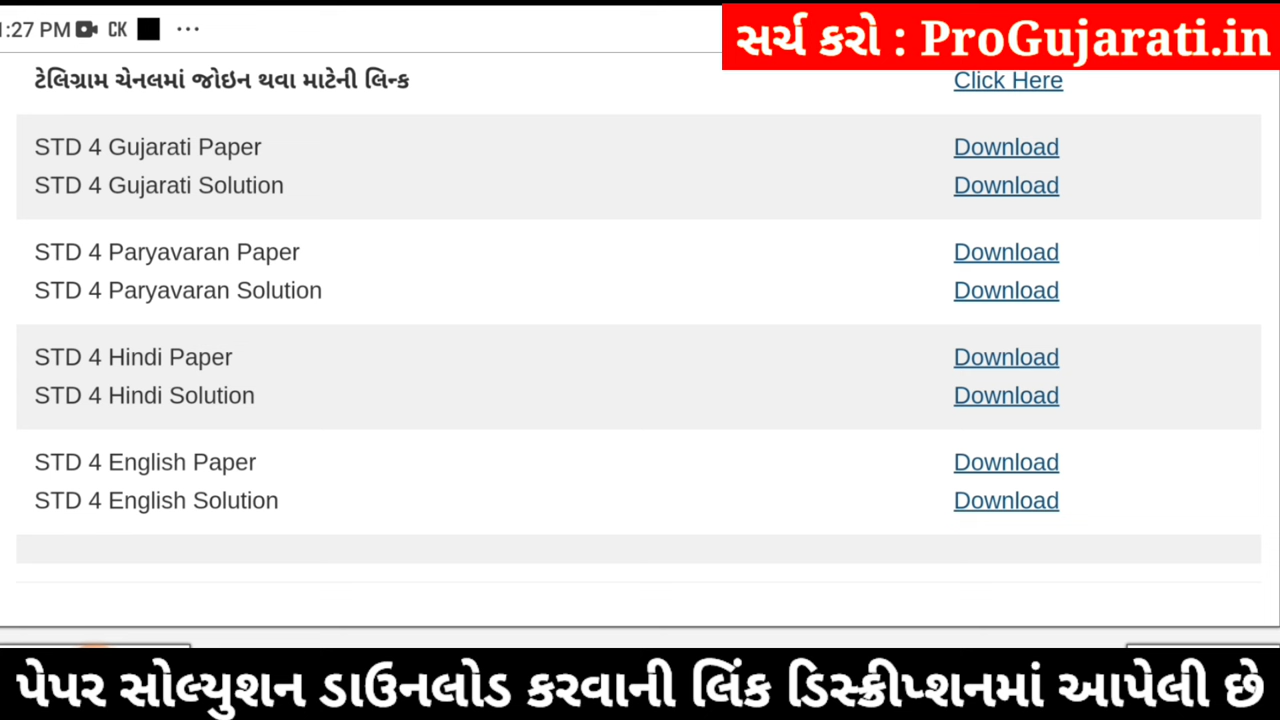 :27 PM CK ...
સર્ચ કરો : ProGujarati.in
ટેલિગ્રામ ચેનલમાં જોઇન થવા માટેની લિન્ક Click Here
STD 4 Gujarati Paper Download
STD 4 Gujarati Solution Download
STD 4 Paryavaran Paper Download
STD 4 Paryavaran Solution Download
STD 4 Hindi Paper Download
STD 4 Hindi Solution Download
STD 4 English Paper Download
STD 4 English Solution Download
પેપર સોલ્યુશન ડાઉનલોડ કરવાની લિંક ડિસ્ક્રીપ્શનમાં આપેલી છે